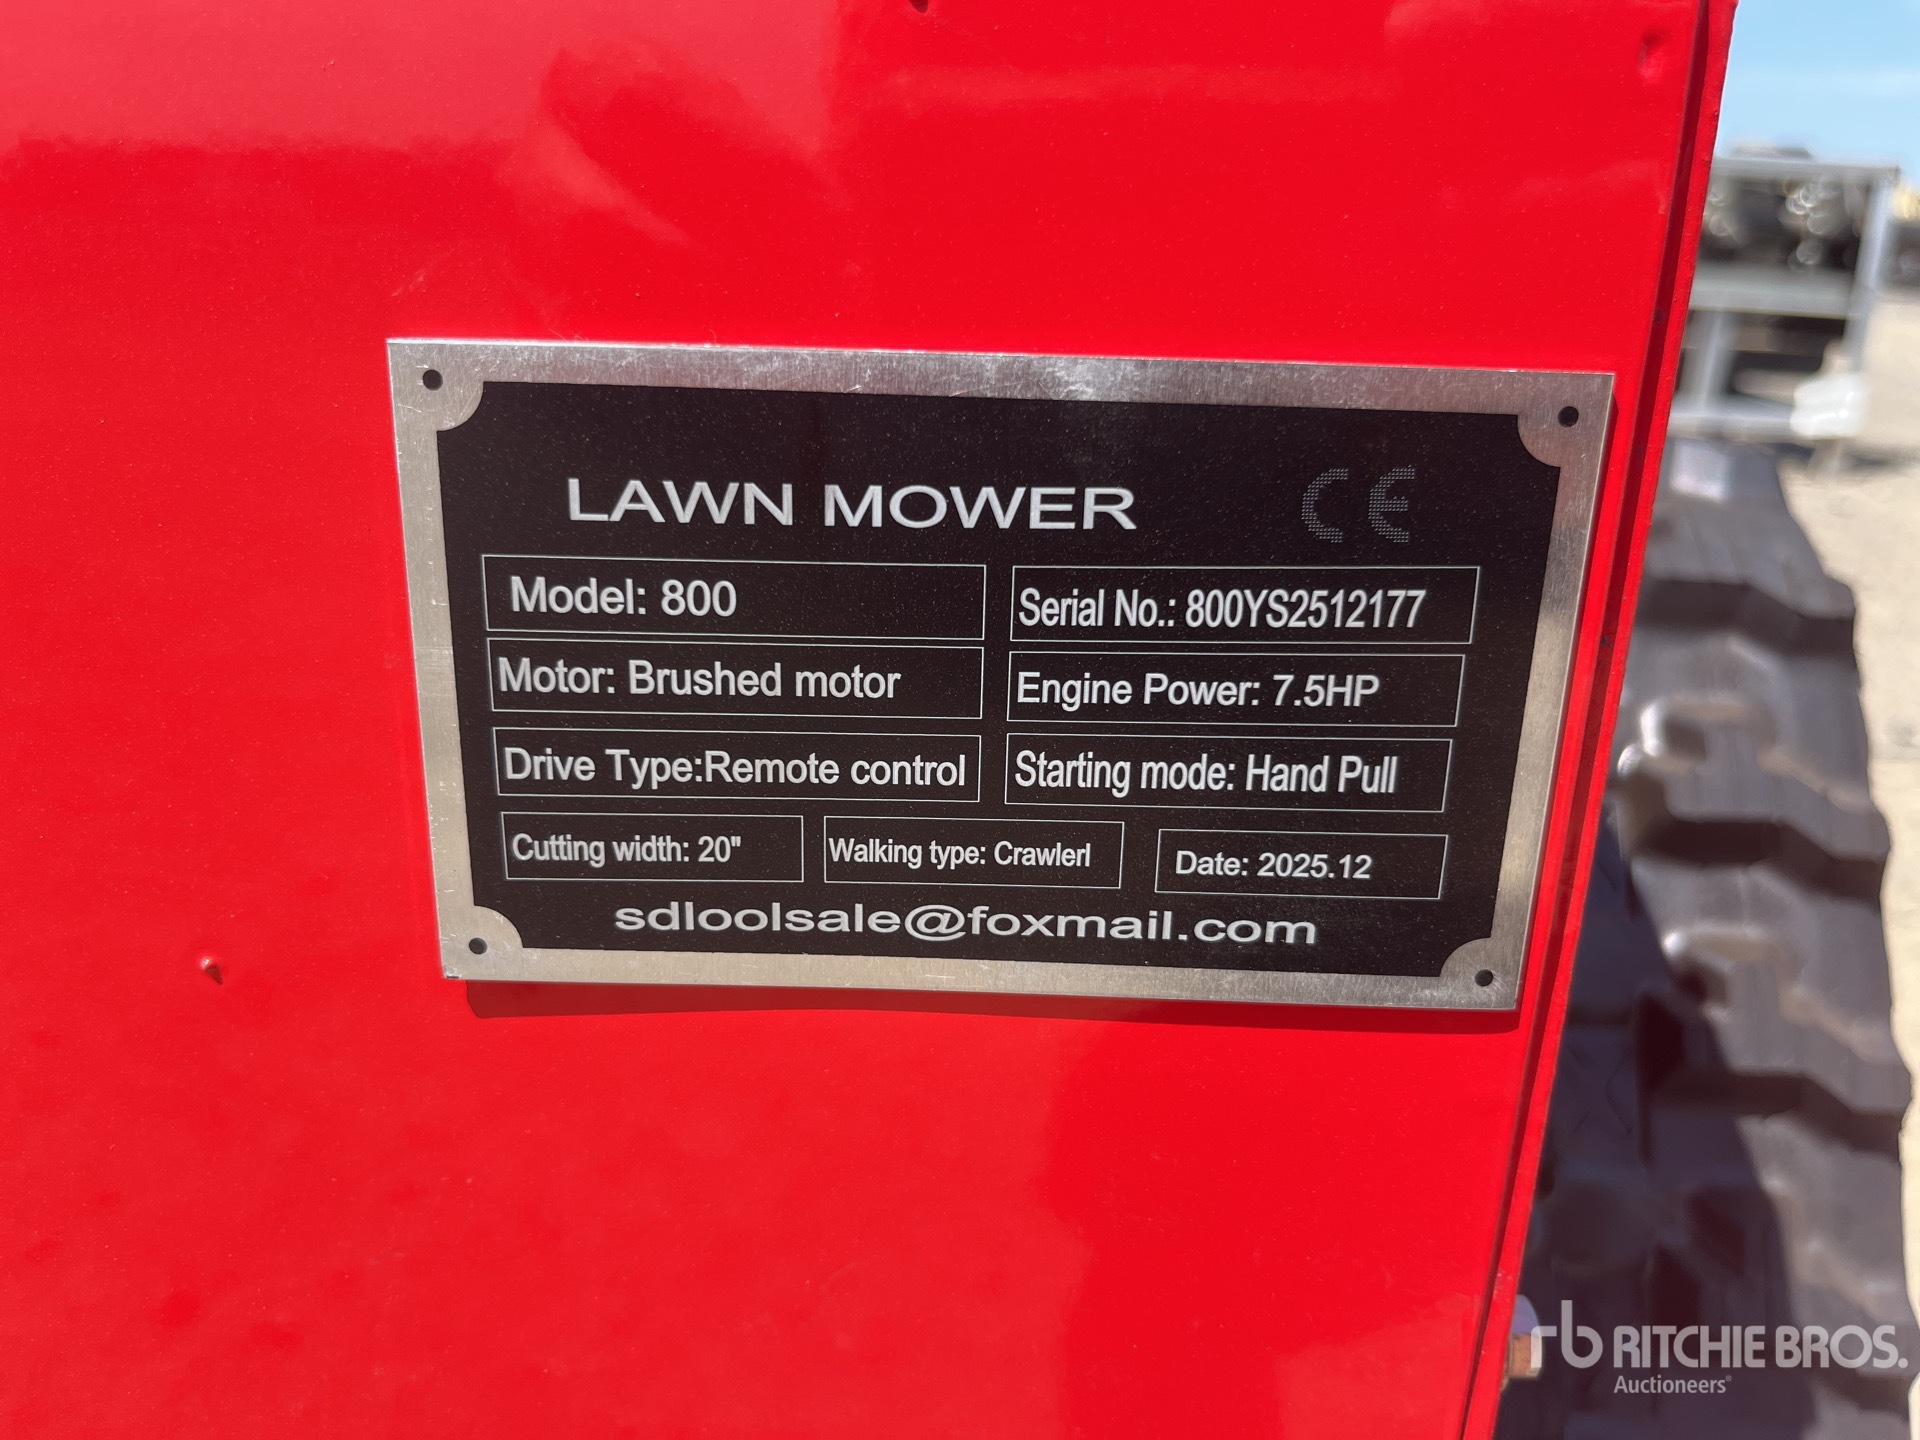 LAWN MOWER CE
Model: 800
Serial No.: 800YS2512177
Motor: Brushed motor
Engine Power: 7.5HP
Drive Type:Remote control
Starting mode: Hand Pull
Cutting width: 20"
Walking type: Crawlerl
Date: 2025.12
sdloolsale@foxmail.com
rb RITCHIE BROS.
Auctioneers®